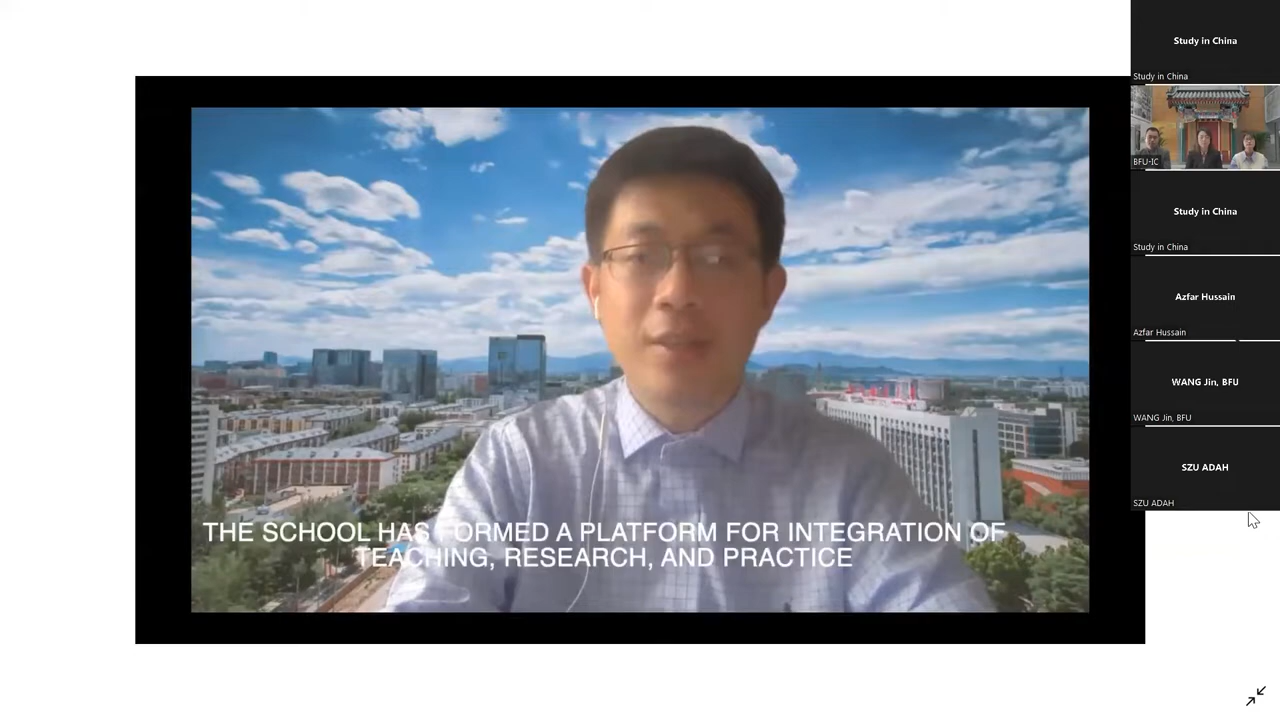 THE SCHOOL HAS FORMED A PLATFORM FOR INTEGRATION OF
TEACHING, RESEARCH, AND PRACTICE
Study in China
Study in China
BFU-IC
Study in China
Study in China
Azfar Hussain
Azfar Hussain
WANG Jin, BFU
WANG Jin, BFU
SZU ADAH
SZU ADAH